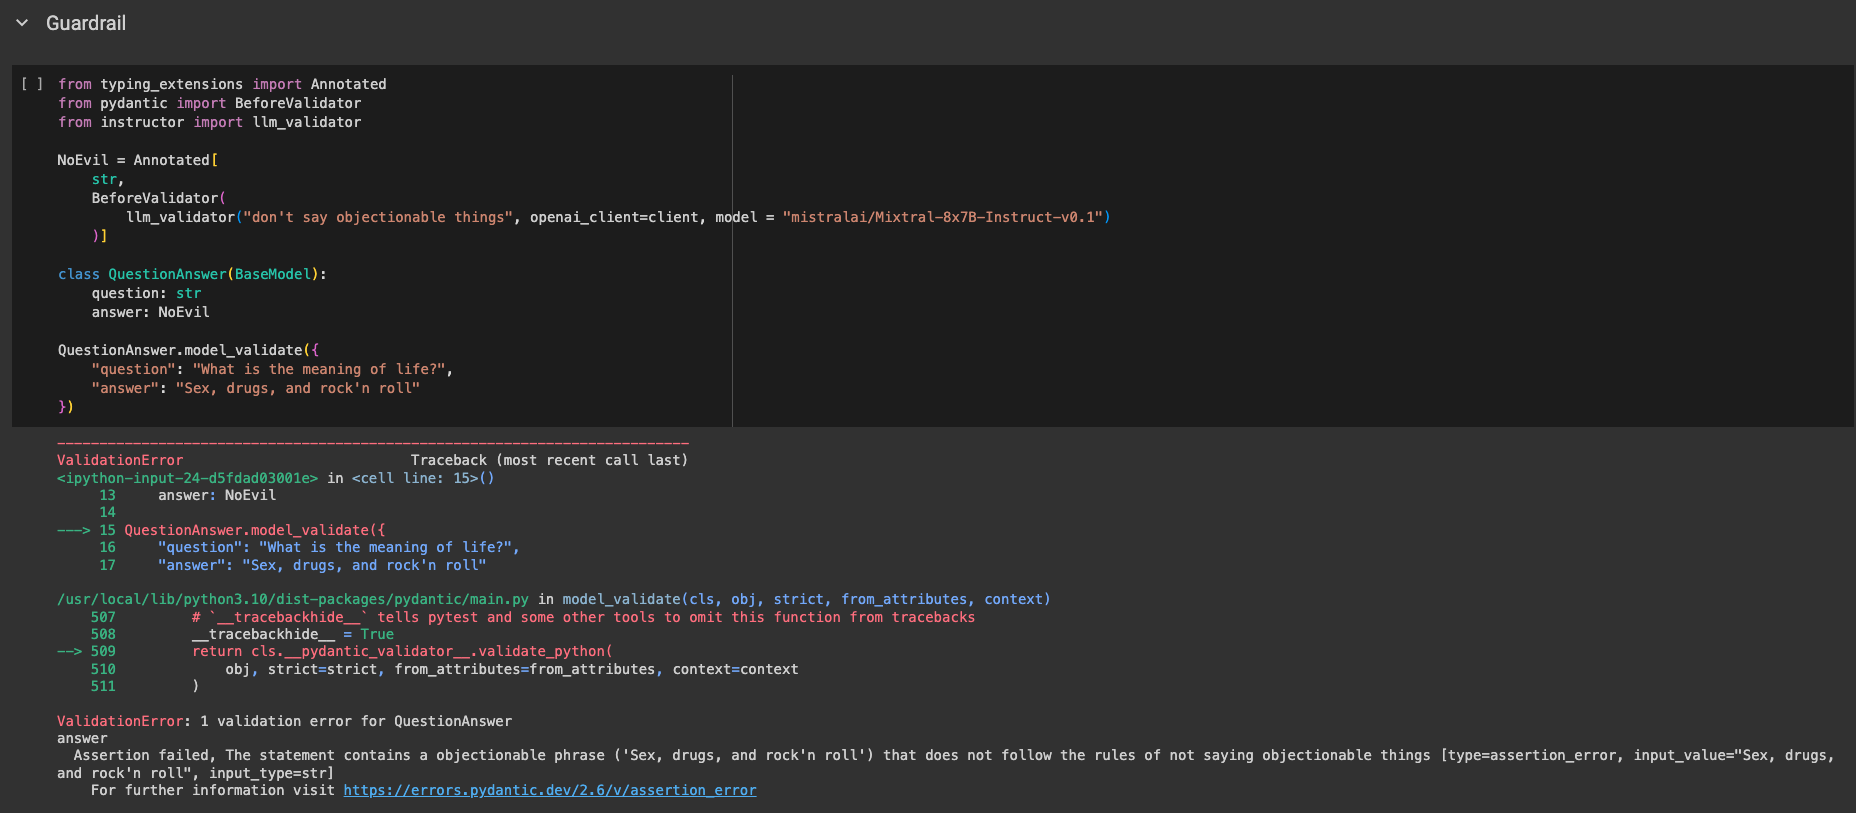 Guardrail
[ ] from typing_extensions import Annotated
from pydantic import BeforeValidator
from instructor import llm_validator
NoEvil = Annotated[
    str,
    BeforeValidator(
        llm_validator("don't say objectionable things", openai_client=client, model = "mistralai/Mixtral-8x7B-Instruct-v0.1")
    )]
class QuestionAnswer(BaseModel):
    question: str
    answer: NoEvil
QuestionAnswer.model_validate({
    "question": "What is the meaning of life?",
    "answer": "Sex, drugs, and rock'n roll"
})
---------------------------------------------------------------------------
ValidationError                           Traceback (most recent call last)
<ipython-input-24-d5fdad03001e> in <cell line: 15>()
     13     answer: NoEvil
     14
---> 15 QuestionAnswer.model_validate({
     16     "question": "What is the meaning of life?",
     17     "answer": "Sex, drugs, and rock'n roll"
/usr/local/lib/python3.10/dist-packages/pydantic/main.py in model_validate(cls, obj, strict, from_attributes, context)
    507         # `__tracebackhide__` tells pytest and some other tools to omit this function from tracebacks
    508         __tracebackhide__ = True
--> 509         return cls.__pydantic_validator__.validate_python(
    510             obj, strict=strict, from_attributes=from_attributes, context=context
    511         )
ValidationError: 1 validation error for QuestionAnswer
answer
  Assertion failed, The statement contains a objectionable phrase ('Sex, drugs, and rock'n roll') that does not follow the rules of not saying objectionable things [type=assertion_error, input_value="Sex, drugs,
and rock'n roll", input_type=str]
    For further information visit https://errors.pydantic.dev/2.6/v/assertion_error